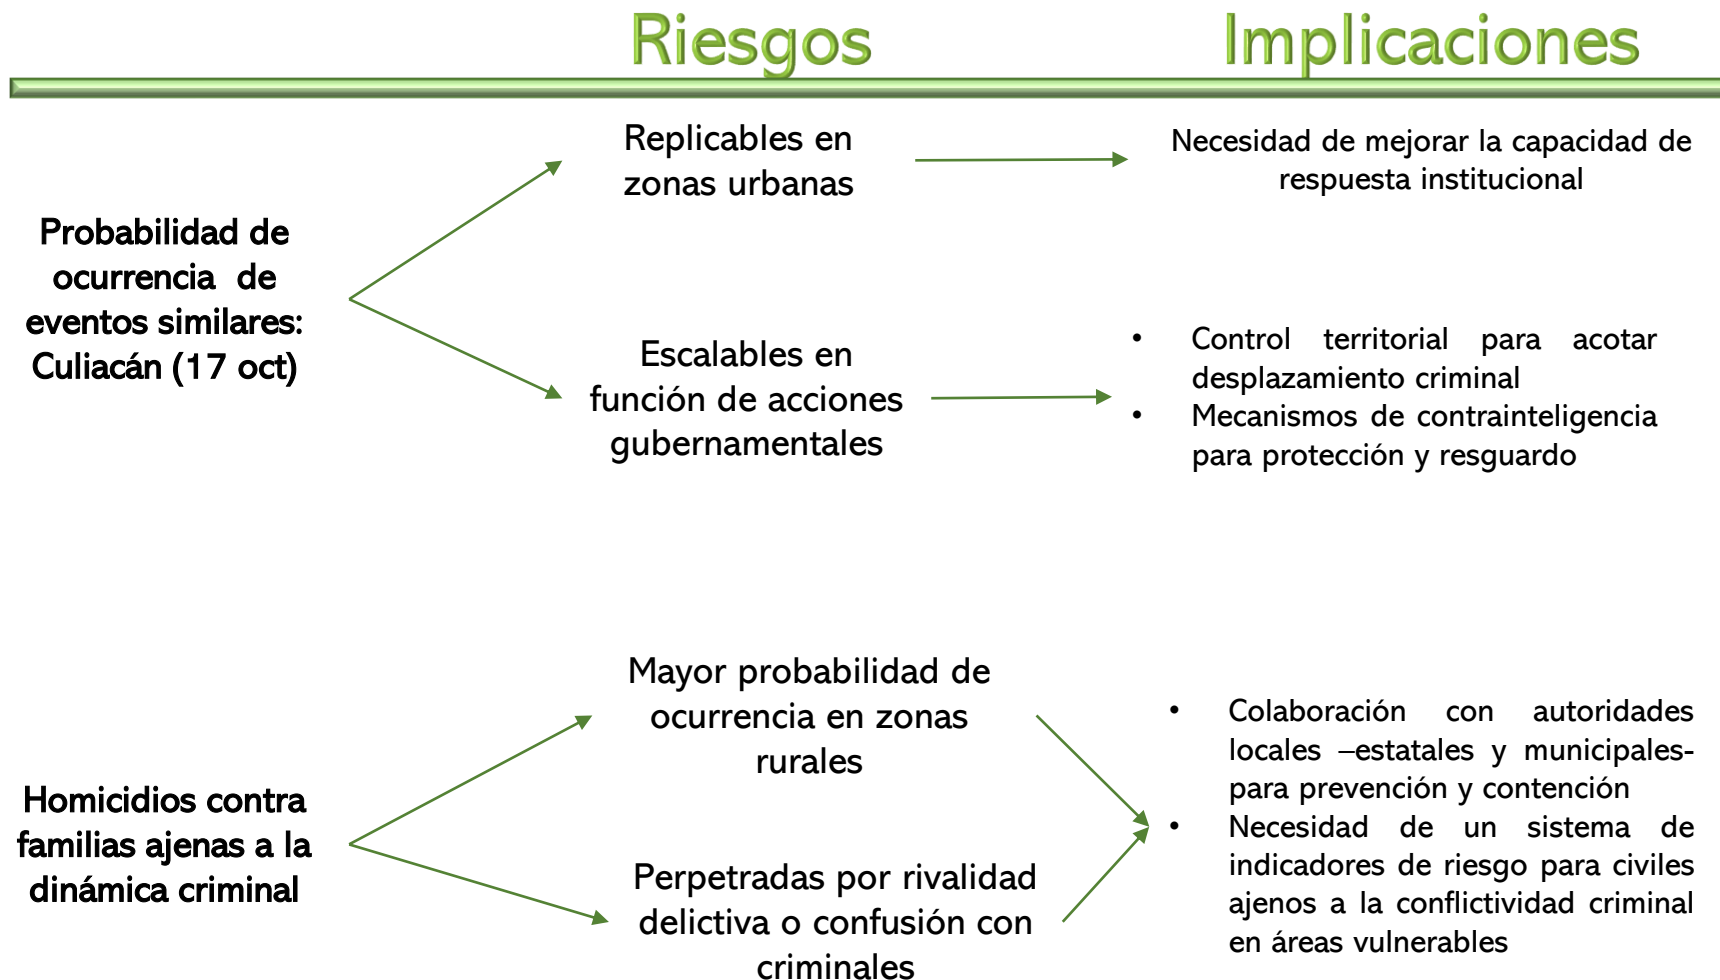 Riesgos
Implicaciones
Probabilidad de
ocurrencia de
eventos similares:
Culiacán (17 oct)
Replicables en
zonas urbanas
Necesidad de mejorar la capacidad de
respuesta institucional
Escalables en
función de acciones
gubernamentales
• Control territorial para acotar
desplazamiento criminal
• Mecanismos de contrainteligencia
para protección y resguardo
Homicidios contra
familias ajenas a la
dinámica criminal
Mayor probabilidad de
ocurrencia en zonas
rurales
Perpetradas por rivalidad
delictiva o confusión con
criminales
• Colaboración con autoridades
locales –estatales y municipales-
para prevención y contención
• Necesidad de un sistema de
indicadores de riesgo para civiles
ajenos a la conflictividad criminal
en áreas vulnerables